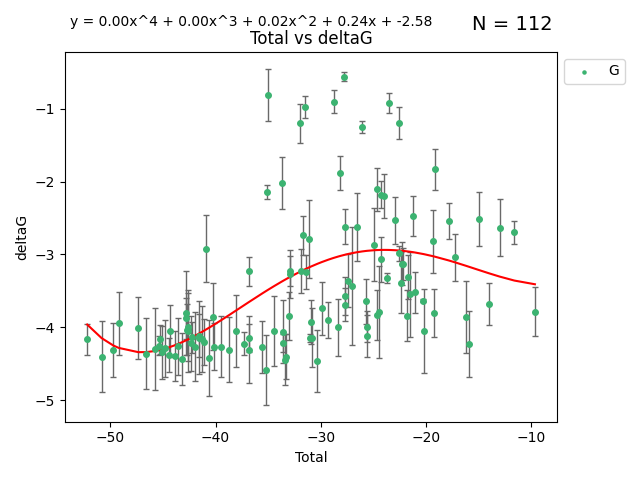 y = 0.00x^4 + 0.00x^3 + 0.02x^2 + 0.24x + -2.58
N = 112
Total vs deltaG
G
−1
−2
−3
−4
−5
deltaG
−50 −40 −30 −20 −10
Total